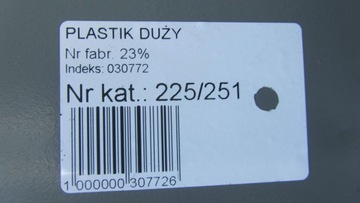 PLASTIK DUŻY
Nr fabr. 23%
Indeks: 030772
Nr kat.: 225/251
1 000000 307726